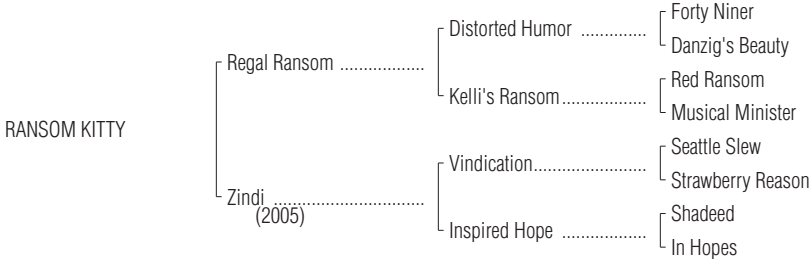 Forty Niner
Distorted Humor ..............
Danzig's Beauty
Regal Ransom ..................
Red Ransom
Kelli's Ransom..................
Musical Minister
RANSOM KITTY
Seattle Slew
Vindication........................
Strawberry Reason
Zindi ................................
(2005)
Shadeed
Inspired Hope ..................
In Hopes